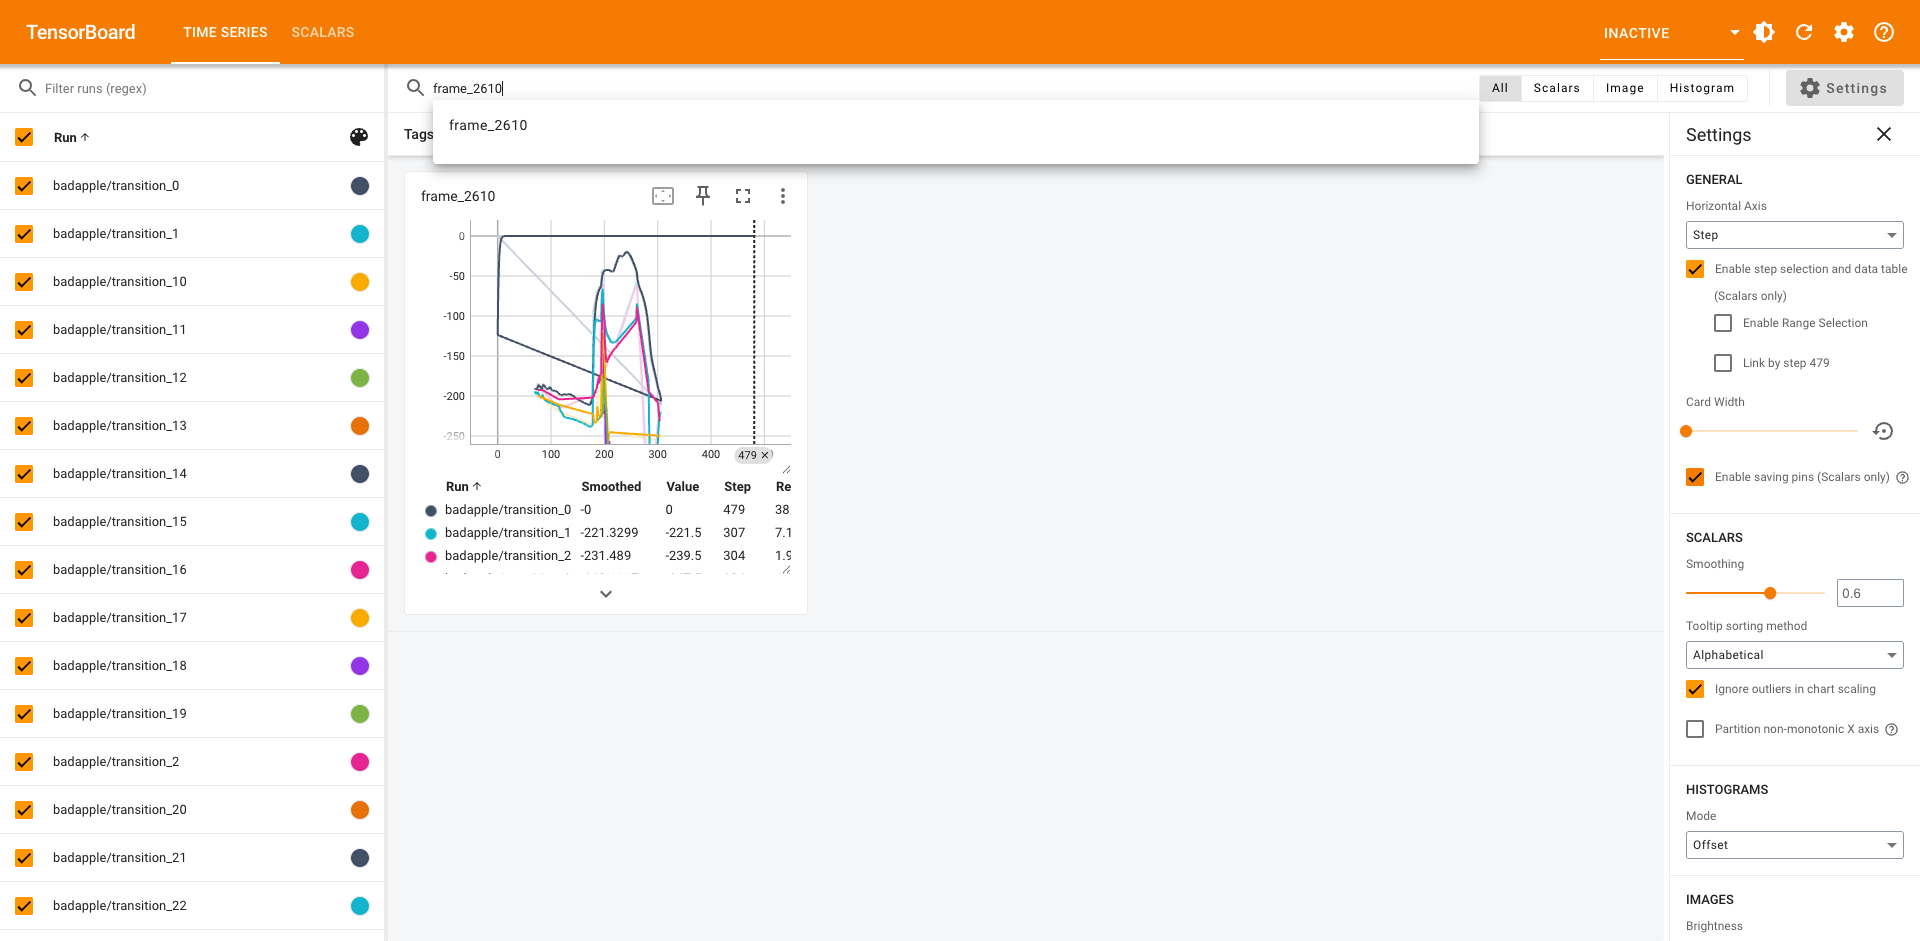 TensorBoard
TIME SERIES
SCALARS
INACTIVE
Filter runs (regex)
frame_2610
All
Scalars
Image
Histogram
Settings
frame_2610
Run
Tags
Settings
badapple/transition_0
badapple/transition_1
badapple/transition_10
badapple/transition_11
badapple/transition_12
badapple/transition_13
badapple/transition_14
badapple/transition_15
badapple/transition_16
badapple/transition_17
badapple/transition_18
badapple/transition_19
badapple/transition_2
badapple/transition_20
badapple/transition_21
badapple/transition_22
frame_2610
0
-50
-100
-150
-200
-250
0 100 200 300 400 479
Run Smoothed Value Step Re
badapple/transition_0 -0 0 479 38.
badapple/transition_1 -221.3299 -221.5 307 7.1
badapple/transition_2 -231.489 -239.5 304 1.9
GENERAL
Horizontal Axis
Step
Enable step selection and data table
(Scalars only)
Enable Range Selection
Link by step 479
Card Width
Enable saving pins (Scalars only)
SCALARS
Smoothing
0.6
Tooltip sorting method
Alphabetical
Ignore outliers in chart scaling
Partition non-monotonic X axis
HISTOGRAMS
Mode
Offset
IMAGES
Brightness